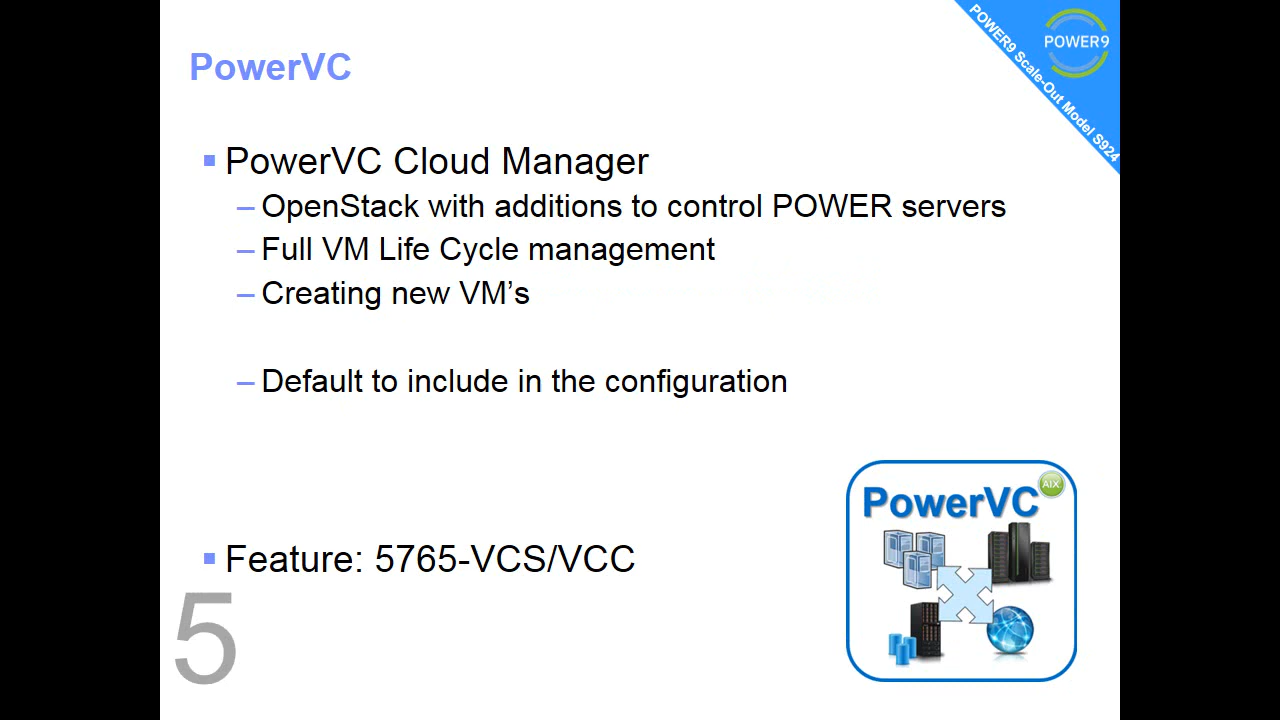 PowerVC
POWER9
POWER9 Scale-Out Model S924
▪ PowerVC Cloud Manager
– OpenStack with additions to control POWER servers
– Full VM Life Cycle management
– Creating new VM’s
– Default to include in the configuration
PowerVC
AIX
▪ Feature: 5765-VCS/VCC
5